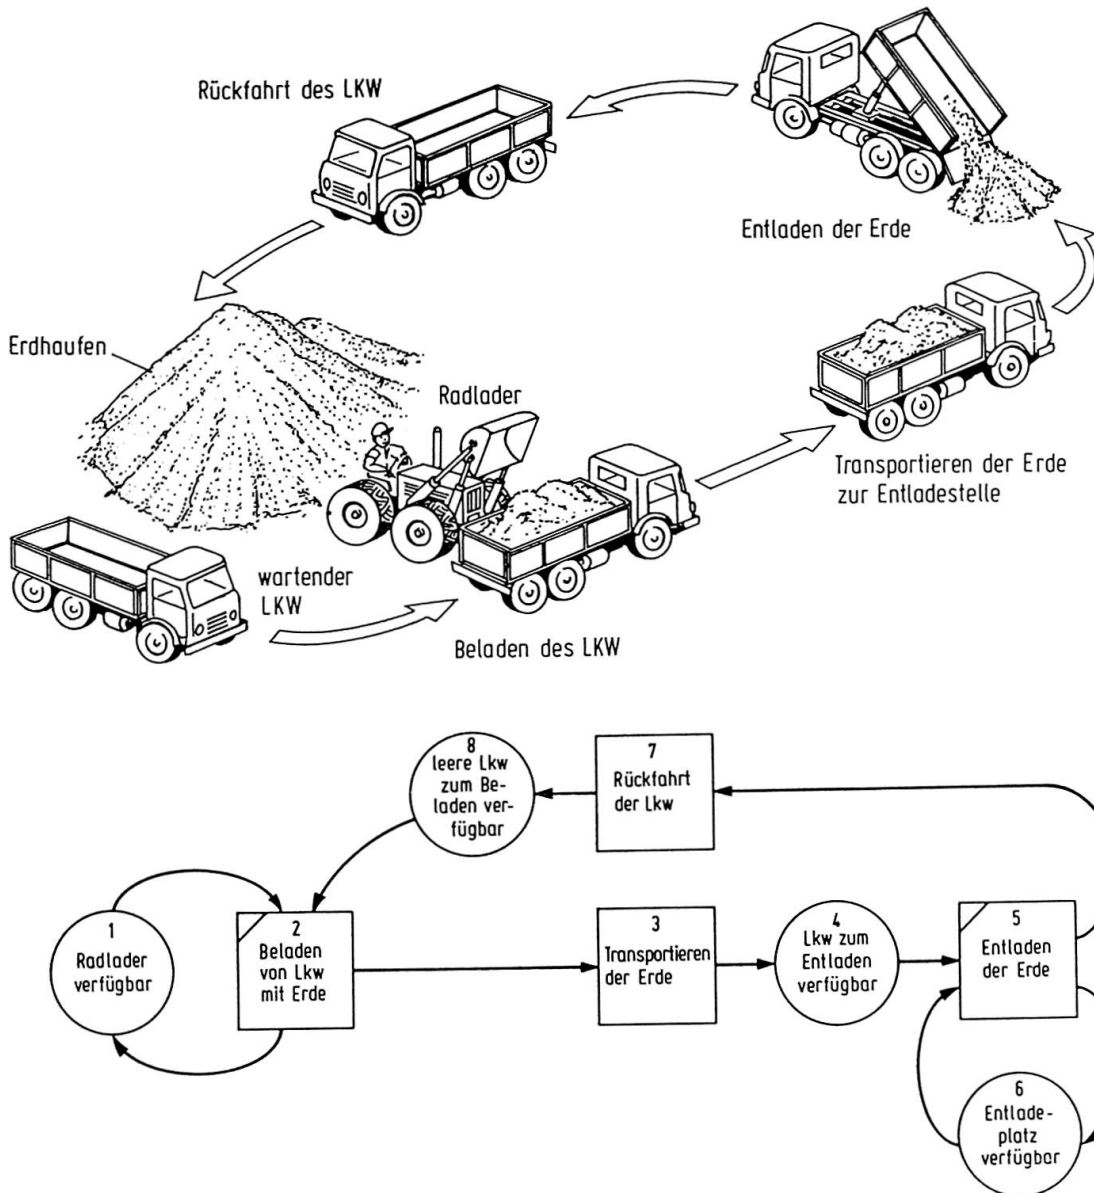 Rückfahrt des LKW
Entladen der Erde
Erdhaufen
Radlader
Transportieren der Erde
zur Entladestelle
wartender
LKW
Beladen des LKW
8
leere Lkw
zum Be-
laden ver-
fügbar
7
Rückfahrt
der Lkw
1
Radlader
verfügbar
2
Beladen
von Lkw
mit Erde
3
Transportieren
der Erde
4
Lkw zum
Entladen
verfügbar
5
Entladen
der Erde
6
Entlade-
platz
verfügbar